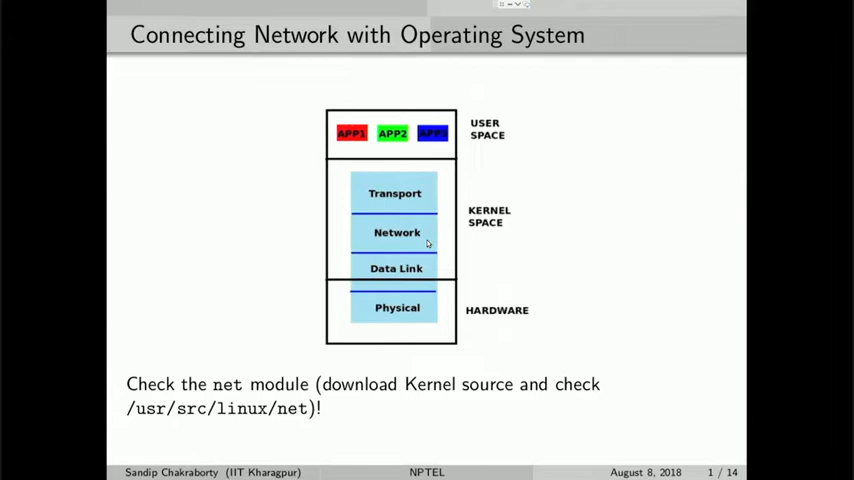 Connecting Network with Operating System
APP1 APP2 APP3
USER
SPACE
Transport
Network
KERNEL
SPACE
Data Link
Physical
HARDWARE
Check the net module (download Kernel source and check
/usr/src/linux/net)!
Sandip Chakraborty (IIT Kharagpur) NPTEL August 8, 2018 1 / 14